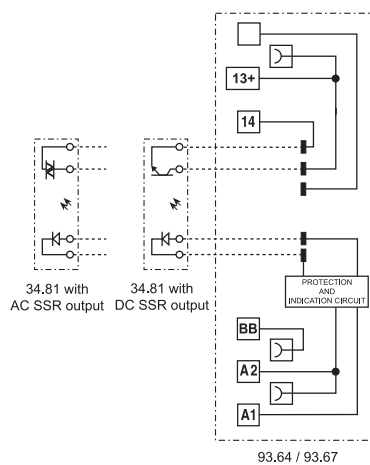 13+
14
34.81 with
AC SSR output
34.81 with
DC SSR output
PROTECTION
AND
INDICATION CIRCUIT
BB
A2
A1
93.64 / 93.67